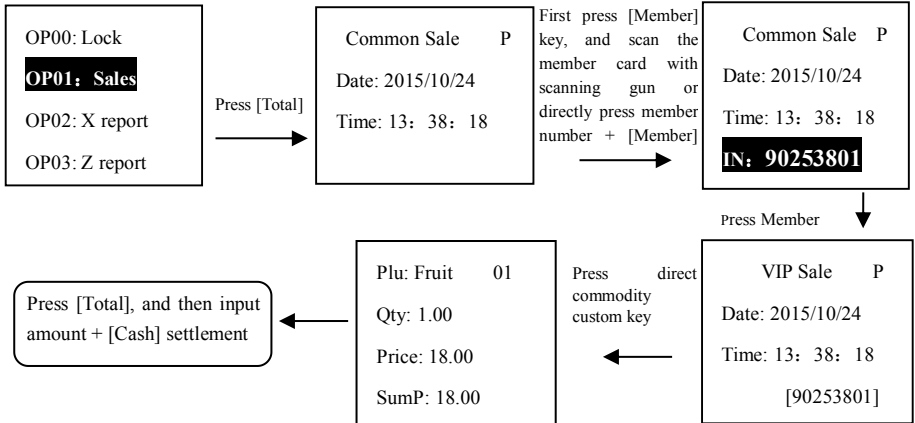 OP00: Lock
OP01：Sales
OP02: X report
OP03: Z report
Press [Total]
Common Sale P
Date: 2015/10/24
Time: 13：38：18
First press [Member]
key, and scan the
member card with
scanning gun or
directly press member
number + [Member]
Common Sale P
Date: 2015/10/24
Time: 13：38：18
IN：90253801
Press Member
VIP Sale P
Date: 2015/10/24
Time: 13：38：18
[90253801]
Press direct
commodity
custom key
Plu: Fruit 01
Qty: 1.00
Price: 18.00
SumP: 18.00
Press [Total], and then input
amount + [Cash] settlement